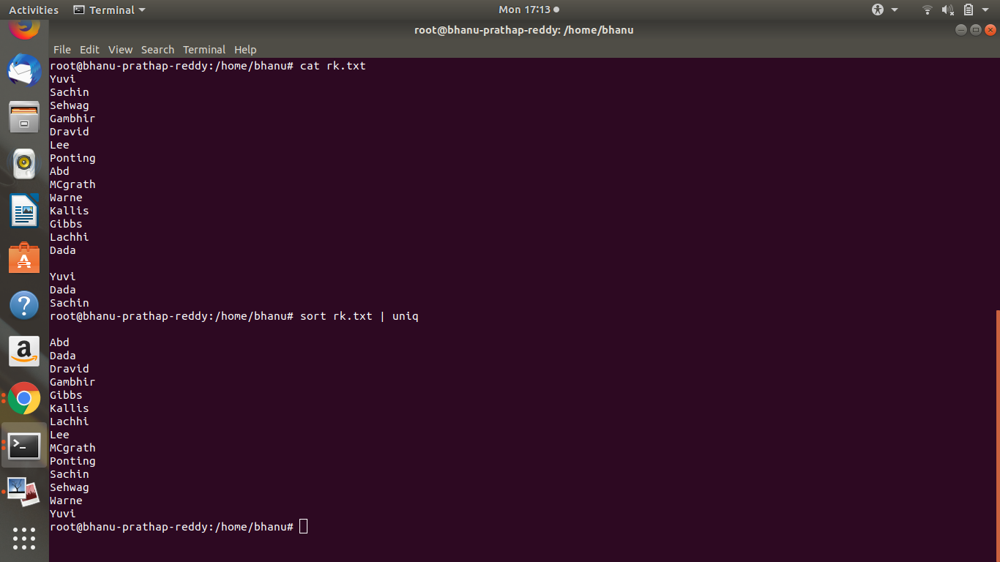 Activities Terminal Mon 17:13
root@bhanu-prathap-reddy: /home/bhanu
File Edit View Search Terminal Help
root@bhanu-prathap-reddy:/home/bhanu# cat rk.txt
Yuvi
Sachin
Sehwag
Gambhir
Dravid
Lee
Ponting
Abd
MCgrath
Warne
Kallis
Gibbs
Lachhi
Dada

Yuvi
Dada
Sachin
root@bhanu-prathap-reddy:/home/bhanu# sort rk.txt | uniq

Abd
Dada
Dravid
Gambhir
Gibbs
Kallis
Lachhi
Lee
MCgrath
Ponting
Sachin
Sehwag
Warne
Yuvi
root@bhanu-prathap-reddy:/home/bhanu#